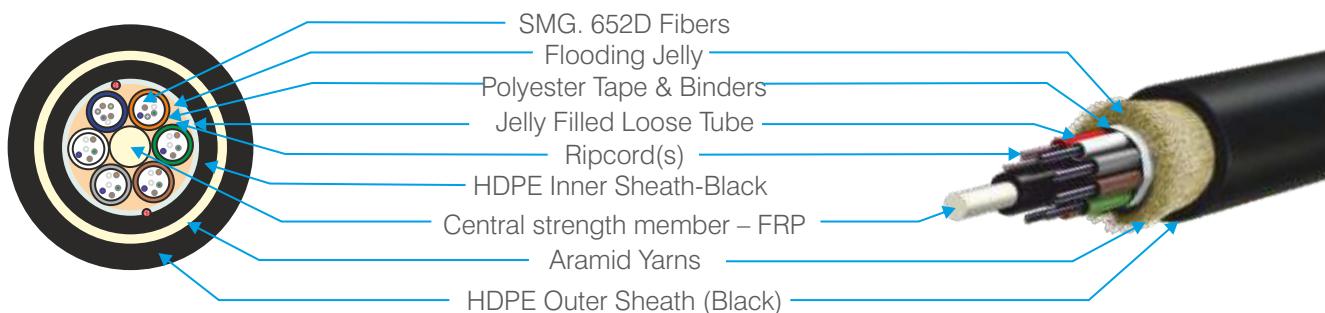 SMG. 652D Fibers
Flooding Jelly
Polyester Tape & Binders
Jelly Filled Loose Tube
Ripcord(s)
HDPE Inner Sheath-Black
Central strength member – FRP
Aramid Yarns
HDPE Outer Sheath (Black)